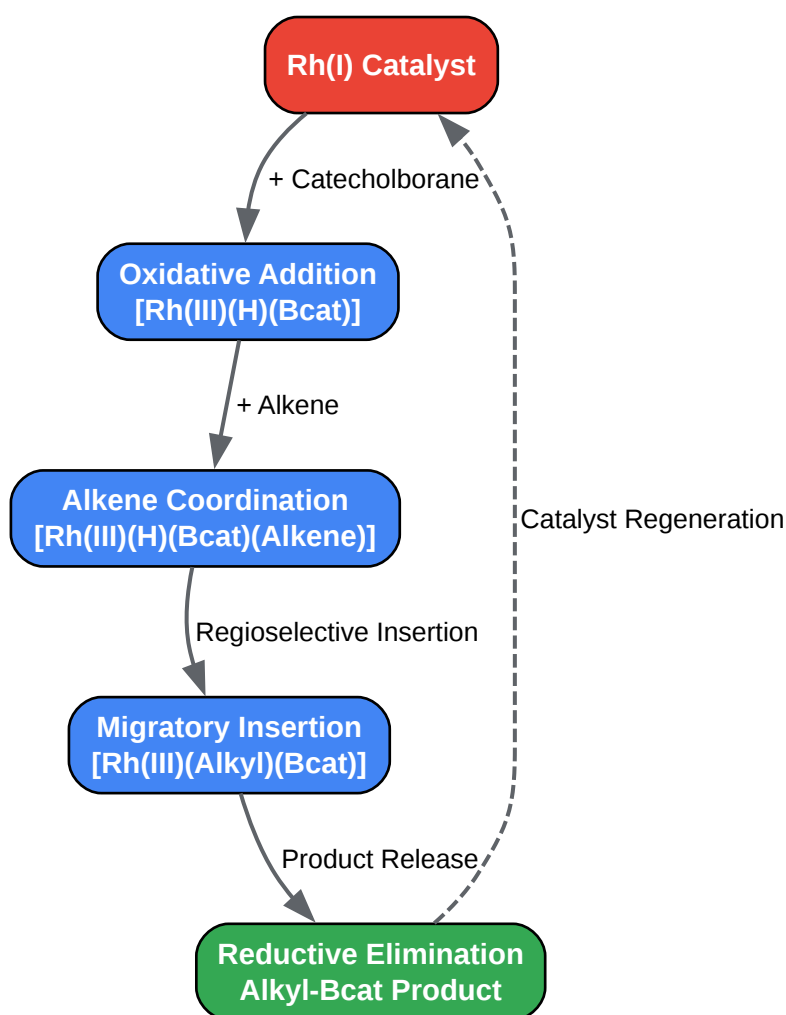 Rh(I) Catalyst
+ Catecholborane
Oxidative Addition
[Rh(III)(H)(Bcat)]
+ Alkene
Alkene Coordination
[Rh(III)(H)(Bcat)(Alkene)]
Catalyst Regeneration
Regioselective Insertion
Migratory Insertion
[Rh(III)(Alkyl)(Bcat)]
Product Release
Reductive Elimination
Alkyl-Bcat Product